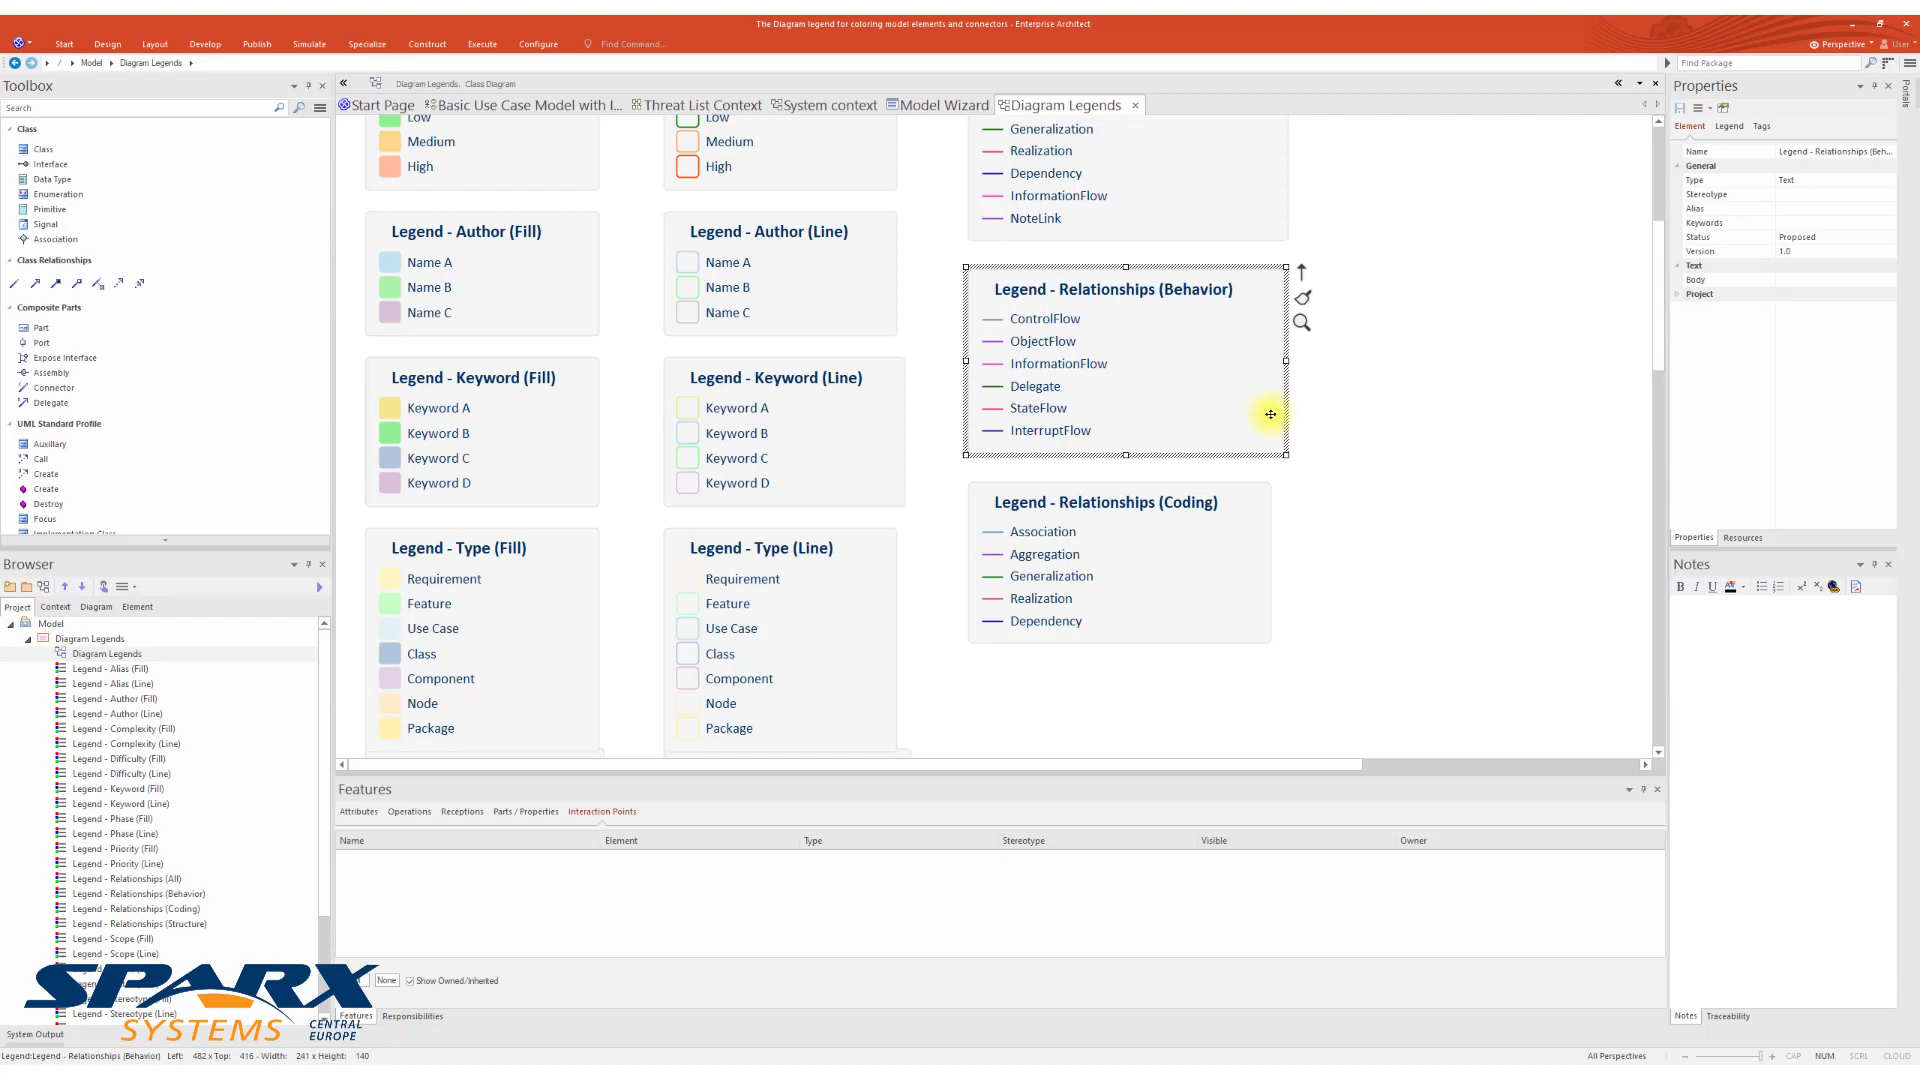 The Diagram legend for coloring model elements and connectors - Enterprise Architect
Start Design Layout Develop Publish Simulate Specialize Construct Execute Configure Find Command... Perspective User
/ Model Diagram Legends Find Package
Toolbox
Search
Class
Class
Interface
Data Type
Enumeration
Primitive
Signal
Association
Class Relationships
Composite Parts
Part
Port
Expose Interface
Assembly
Connector
Delegate
UML Standard Profile
Auxillary
Call
Create
Create
Destroy
Focus
Implementation Class
Browser
Project Context Diagram Element
Model
Diagram Legends
Diagram Legends
Legend - Alias (Fill)
Legend - Alias (Line)
Legend - Author (Fill)
Legend - Author (Line)
Legend - Complexity (Fill)
Legend - Complexity (Line)
Legend - Difficulty (Fill)
Legend - Difficulty (Line)
Legend - Keyword (Fill)
Legend - Keyword (Line)
Legend - Phase (Fill)
Legend - Phase (Line)
Legend - Priority (Fill)
Legend - Priority (Line)
Legend - Relationships (All)
Legend - Relationships (Behavior)
Legend - Relationships (Coding)
Legend - Relationships (Structure)
Legend - Scope (Fill)
Legend - Scope (Line)
Legend - Stereotype (Line)
SPARX
SYSTEMS
CENTRAL
EUROPE
System Output
Diagram Legends. Class Diagram
Start Page Basic Use Case Model with I... Threat List Context System context Model Wizard Diagram Legends
Low
Medium
High
Low
Medium
High
Generalization
Realization
Dependency
InformationFlow
NoteLink
Legend - Author (Fill)
Name A
Name B
Name C
Legend - Author (Line)
Name A
Name B
Name C
Legend - Relationships (Behavior)
ControlFlow
ObjectFlow
InformationFlow
Delegate
StateFlow
InterruptFlow
Legend - Keyword (Fill)
Keyword A
Keyword B
Keyword C
Keyword D
Legend - Keyword (Line)
Keyword A
Keyword B
Keyword C
Keyword D
Legend - Relationships (Coding)
Association
Aggregation
Generalization
Realization
Dependency
Legend - Type (Fill)
Requirement
Feature
Use Case
Class
Component
Node
Package
Legend - Type (Line)
Requirement
Feature
Use Case
Class
Component
Node
Package
Features
Attributes Operations Receptions Parts / Properties Interaction Points
Name Element Type Stereotype Visible Owner
None Show Owned/Inherited
Features Responsibilities
Properties
Element Legend Tags
Name Legend - Relationships (Beh...
General
Type Text
Stereotype
Alias
Keywords
Status Proposed
Version 1.0
Text
Body
Project
Properties Resources
Notes
B I U
Notes Traceability
Portals
Legend:Legend - Relationships (Behavior) Left: 482 x Top: 416 - Width: 241 x Height: 140
All Perspectives CAP NUM SCRL CLOUD